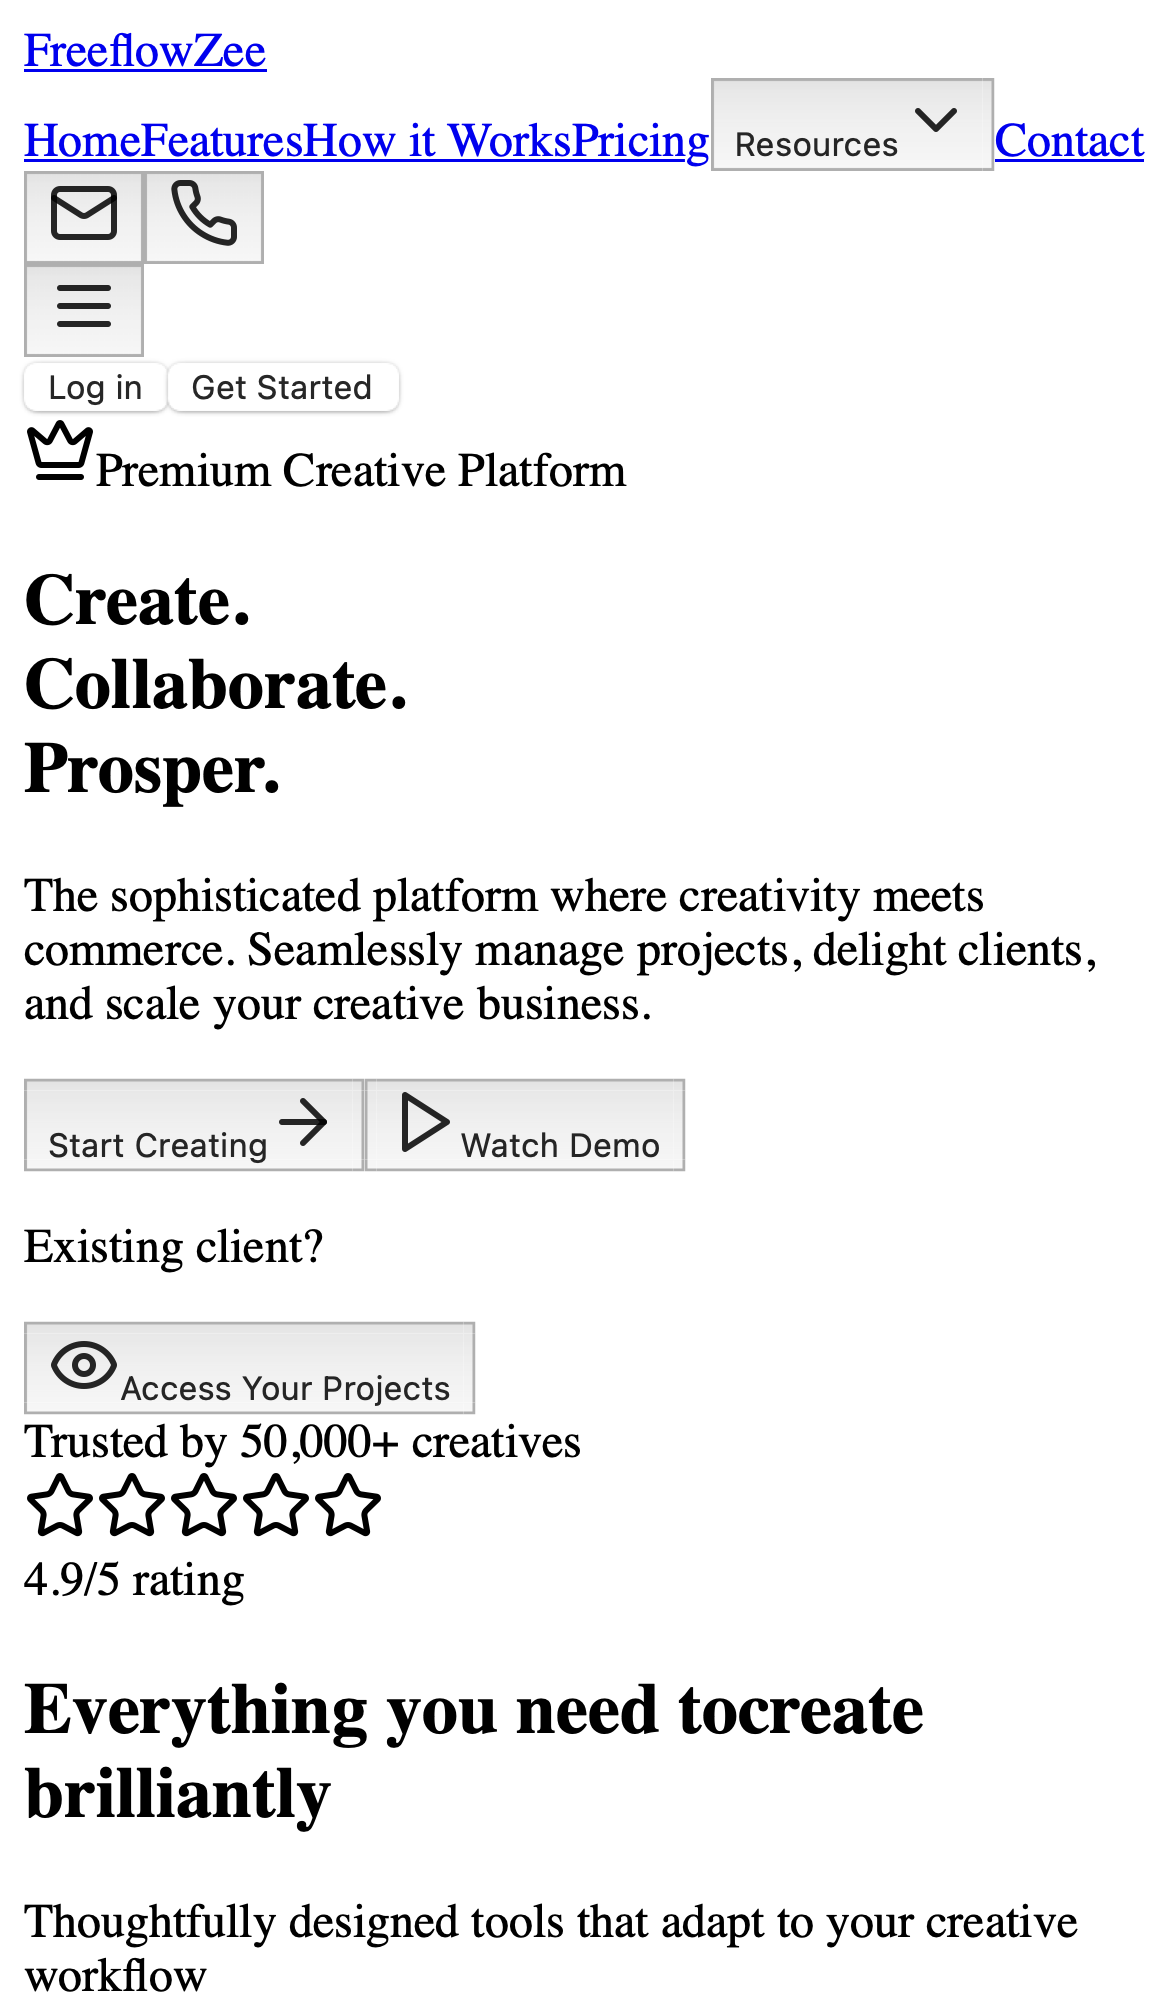 FreeflowZee
HomeFeaturesHow it WorksPricing Resources Contact
Log in Get Started
Premium Creative Platform
Create.
Collaborate.
Prosper.
The sophisticated platform where creativity meets
commerce. Seamlessly manage projects, delight clients,
and scale your creative business.
Start Creating Watch Demo
Existing client?
Access Your Projects
Trusted by 50,000+ creatives
4.9/5 rating
Everything you need tocreate
brilliantly
Thoughtfully designed tools that adapt to your creative
workflow